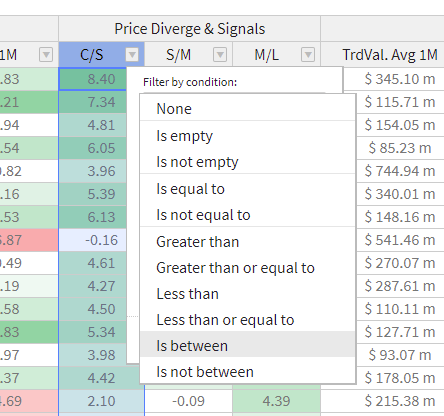 Price Diverge & Signals
1M C/S S/M M/L TrdVal. Avg 1M
.83 8.40 Filter by condition: $ 345.10 m
.21 7.34 $ 115.71 m
None
.94 4.81 $ 154.05 m
Is empty
.54 6.05 $ 85.23 m
Is not empty
.82 3.96 $ 744.94 m
Is equal to
.16 5.39 $ 340.01 m
Is not equal to
.53 6.13 $ 148.16 m
Greater than
.87 -0.16 $ 541.46 m
Greater than or equal to
.49 4.61 $ 270.07 m
Less than
.19 4.27 $ 287.61 m
Less than or equal to
.58 4.50 $ 110.11 m
.83 5.34 $ 127.71 m
Is between
.97 3.98 $ 93.07 m
Is not between
.37 4.42 $ 178.05 m
.69 2.10 -0.09 4.39 $ 215.38 m